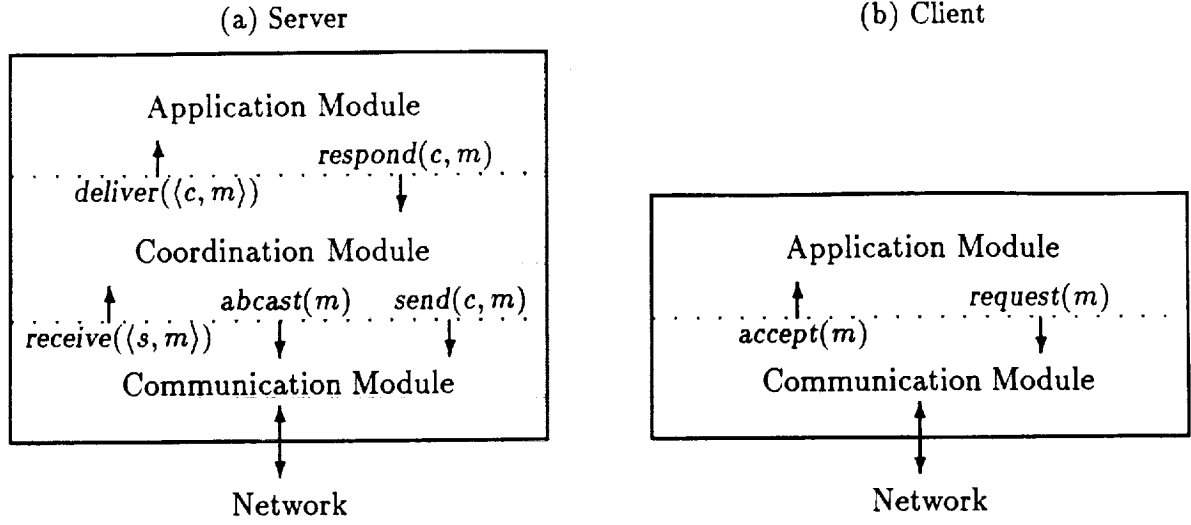 (a) Server
Application Module
respond(c, m)
deliver(⟨c, m⟩)
Coordination Module
abcast(m)
send(c, m)
receive(⟨s, m⟩)
Communication Module
Network
(b) Client
Application Module
request(m)
accept(m)
Communication Module
Network